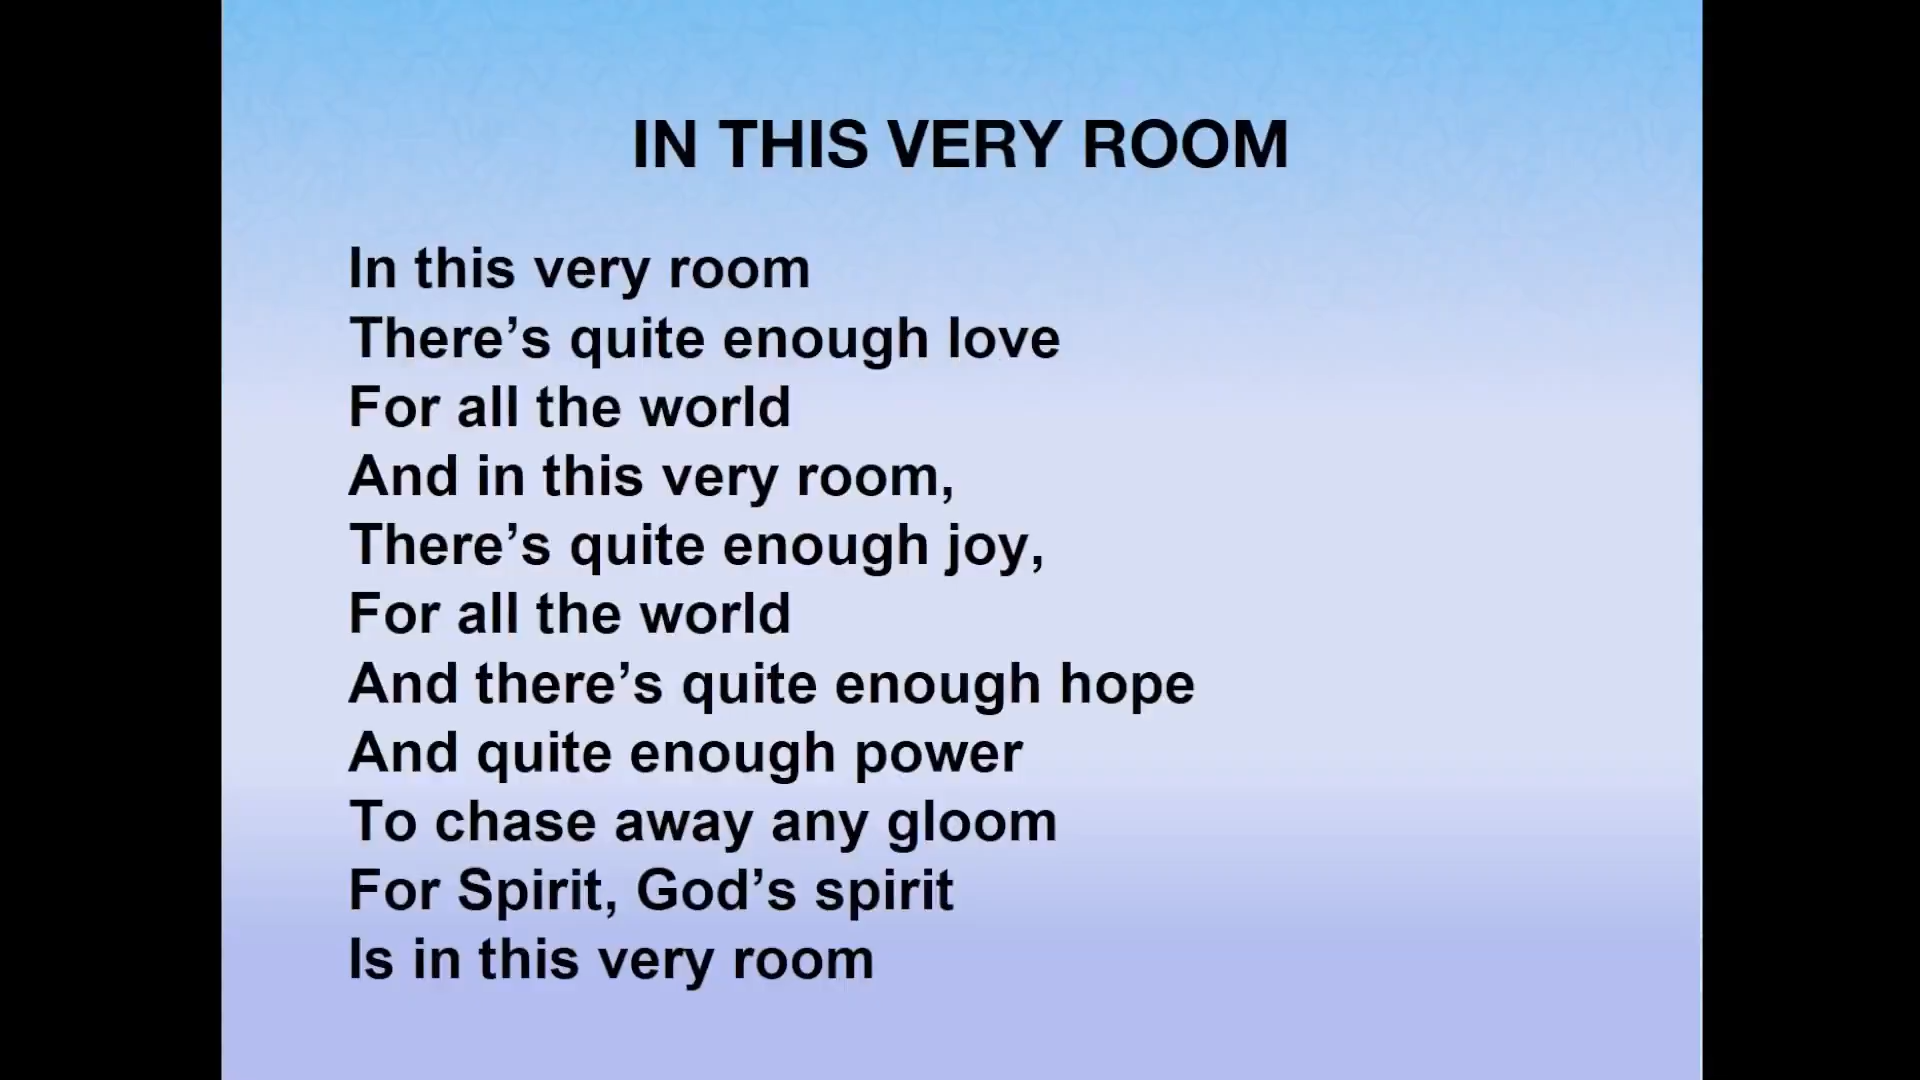 IN THIS VERY ROOM
In this very room
There’s quite enough love
For all the world
And in this very room,
There’s quite enough joy,
For all the world
And there’s quite enough hope
And quite enough power
To chase away any gloom
For Spirit, God’s spirit
Is in this very room